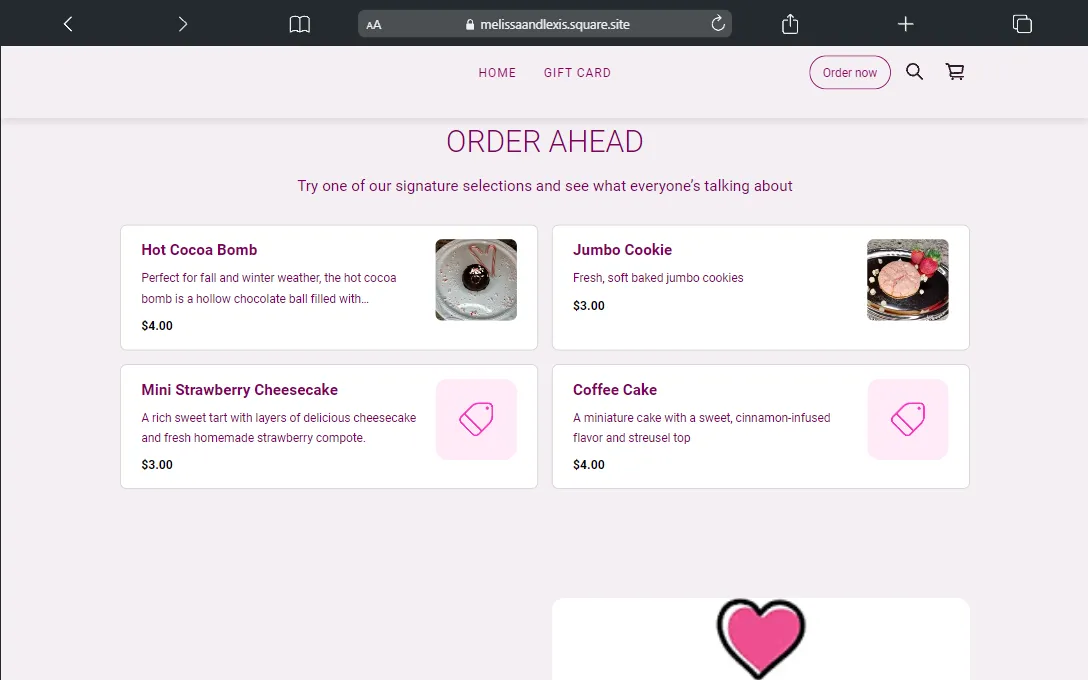 AA melissaandlexis.square.site
HOME GIFT CARD Order now
ORDER AHEAD
Try one of our signature selections and see what everyone’s talking about
Hot Cocoa Bomb
Perfect for fall and winter weather, the hot cocoa
bomb is a hollow chocolate ball filled with...
$4.00
Jumbo Cookie
Fresh, soft baked jumbo cookies
$3.00
Mini Strawberry Cheesecake
A rich sweet tart with layers of delicious cheesecake
and fresh homemade strawberry compote.
$3.00
Coffee Cake
A miniature cake with a sweet, cinnamon-infused
flavor and streusel top
$4.00